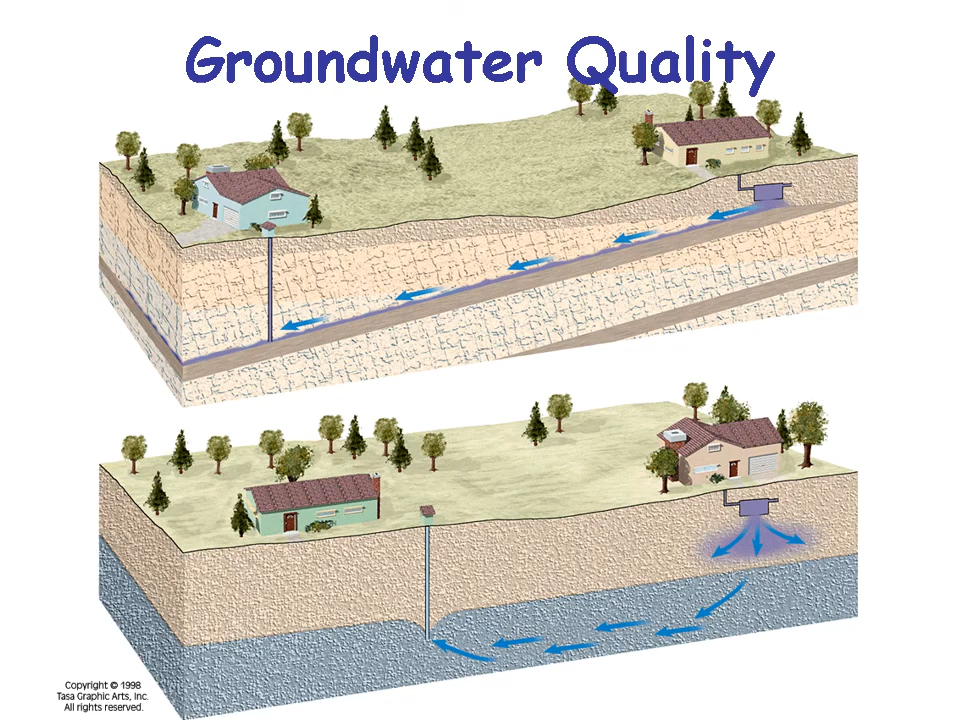 Groundwater Quality
Copyright © 1998
Tasa Graphic Arts, Inc.
All rights reserved.